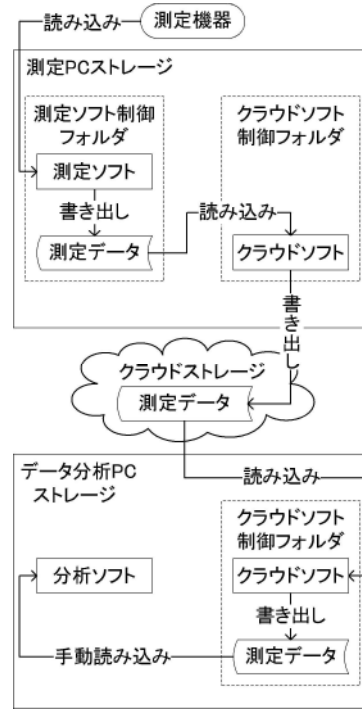 読み込み
測定機器
測定PCストレージ
測定ソフト制御
フォルダ
測定ソフト
書き出し
測定データ
クラウドソフト
制御フォルダ
読み込み
クラウドソフト
書き出し
クラウドストレージ
測定データ
データ分析PC
ストレージ
読み込み
クラウドソフト
制御フォルダ
分析ソフト
クラウドソフト
書き出し
手動読み込み
測定データ